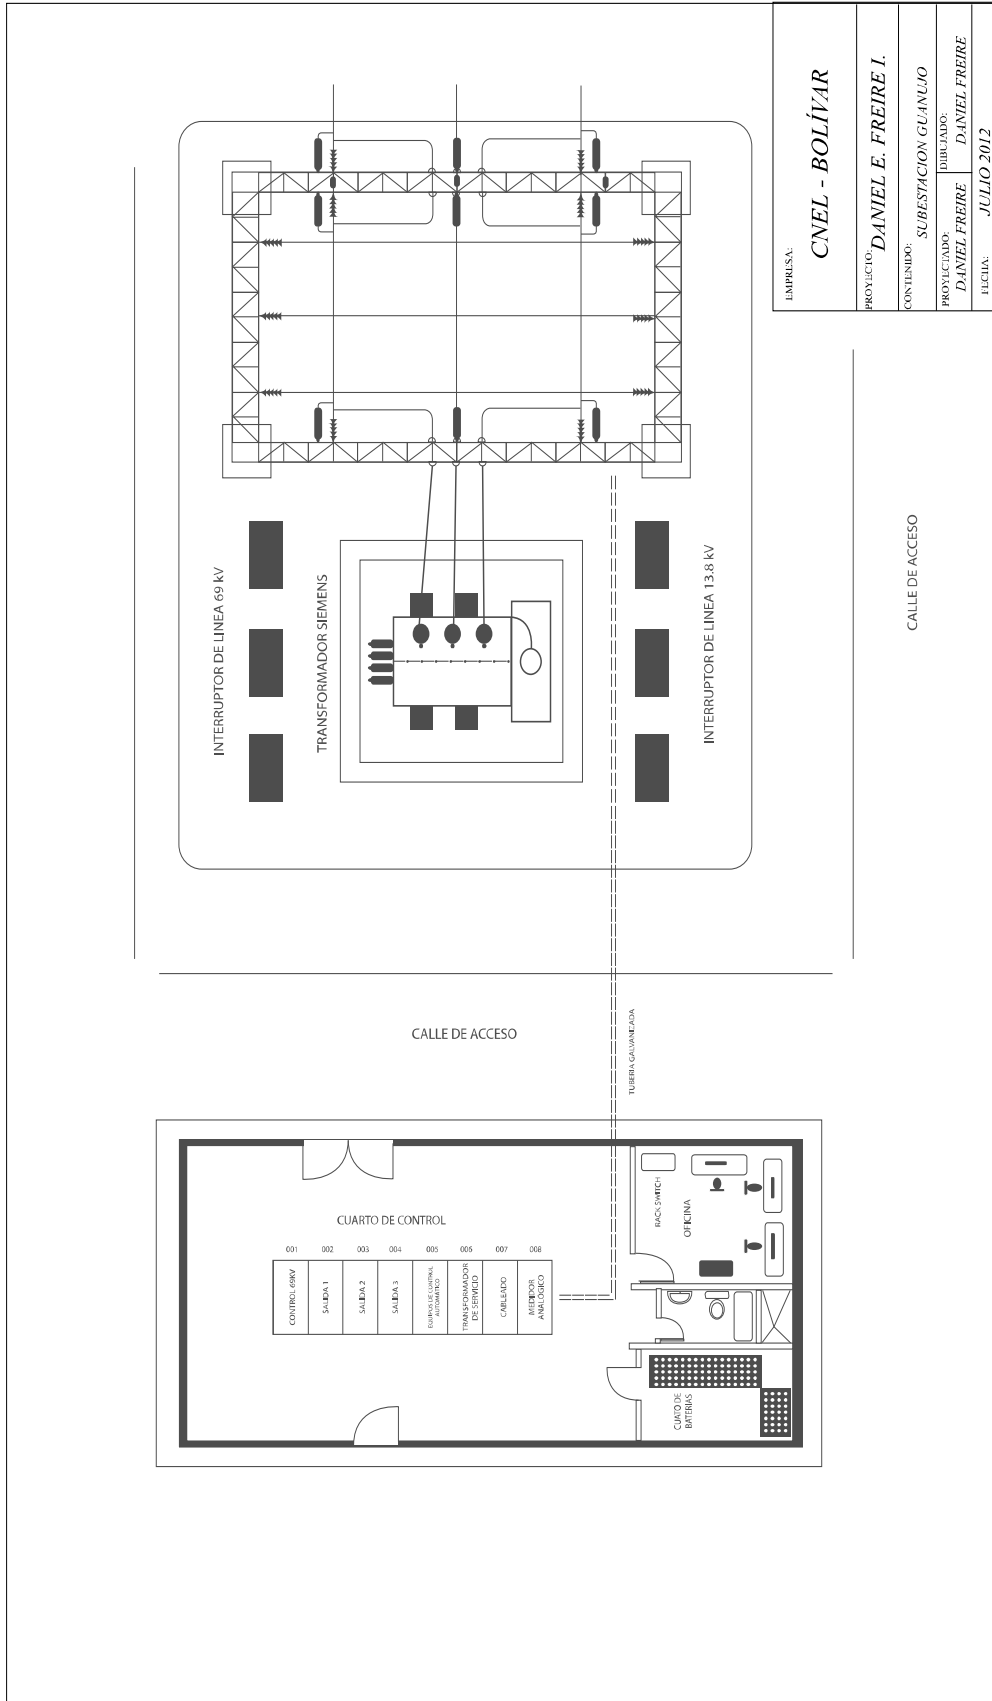 EMPRESA:
CNEL - BOLÍVAR
PROYECTO:
DANIEL E. FREIRE I.
CONTENIDO:
SUBESTACION GUANUJO
PROYECTADO:
DANIEL FREIRE
DIBUJADO:
DANIEL FREIRE
FECHA:
JULIO 2012
INTERRUPTOR DE LINEA 69 kV
TRANSFORMADOR SIEMENS
INTERRUPTOR DE LINEA 13.8 kV
CALLE DE ACCESO
CALLE DE ACCESO
TUBERIA GALVANICADA
CUARTO DE CONTROL
001
002
003
004
005
006
007
008
CONTROL 69KV
SALIDA 1
SALIDA 2
SALIDA 3
EQUIPOS DE CONTROL
AUTOMÁTICO
TRANSFORMADOR
DE SERVICIO
CABLEADO
MEDIDOR
ANALOGICO
RACK SWITCH
OFICINA
CUATO DE
BATERIAS